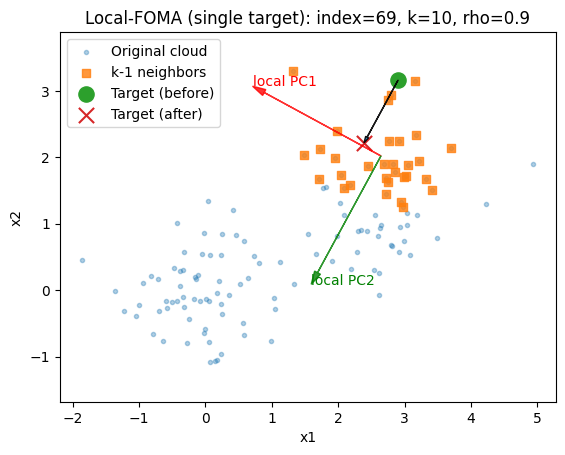 Local-FOMA (single target): index=69, k=10, rho=0.9
Original cloud
k-1 neighbors
Target (before)
Target (after)
local PC1
local PC2
x2
3
2
1
0
−1
−2
−1
0
1
2
3
4
5
x1